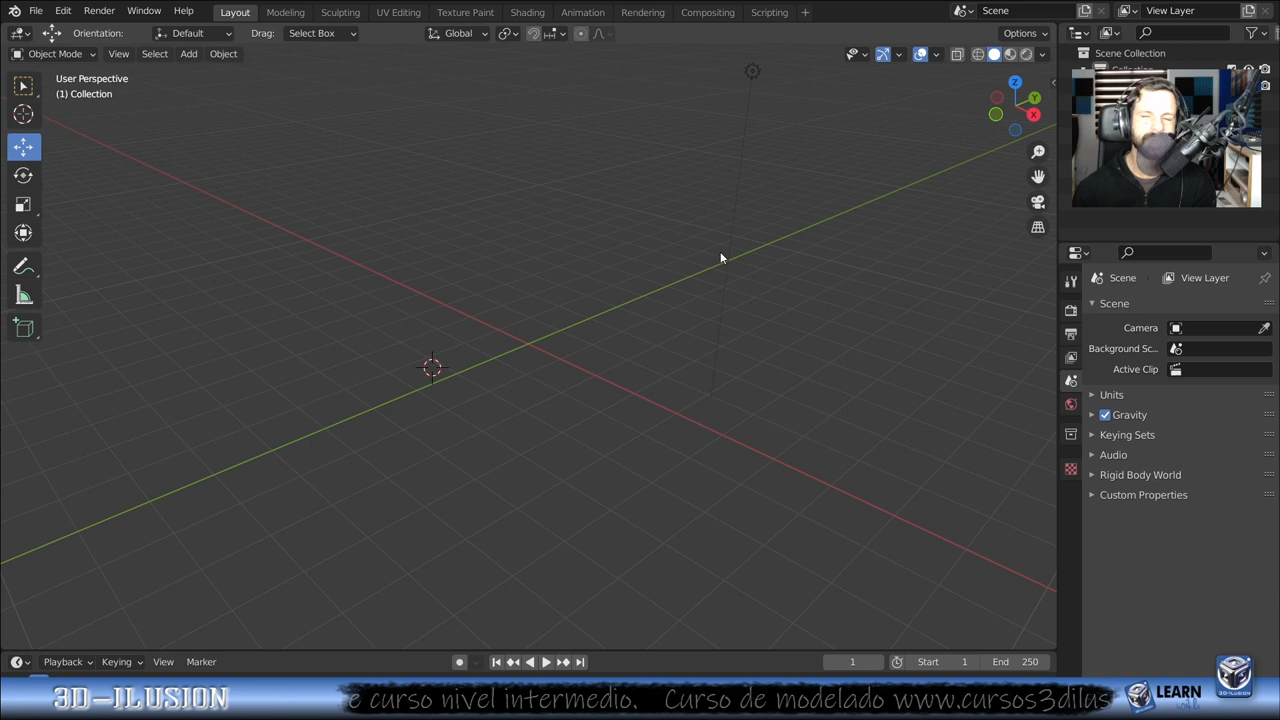 File Edit Render Window Help Layout Modeling Sculpting UV Editing Texture Paint Shading Animation Rendering Compositing Scripting + Scene View Layer
Orientation: Default Drag: Select Box Global Options
Object Mode View Select Add Object
Scene Collection
User Perspective
(1) Collection
Z
Y
X
Scene View Layer
Scene
Camera
Background Sc...
Active Clip
Units
Gravity
Keying Sets
Audio
Rigid Body World
Custom Properties
Playback Keying View Marker 1 Start 1 End 250
3D-ILUSION e curso nivel intermedio. Curso de modelado www.cursos3dilus LEARN